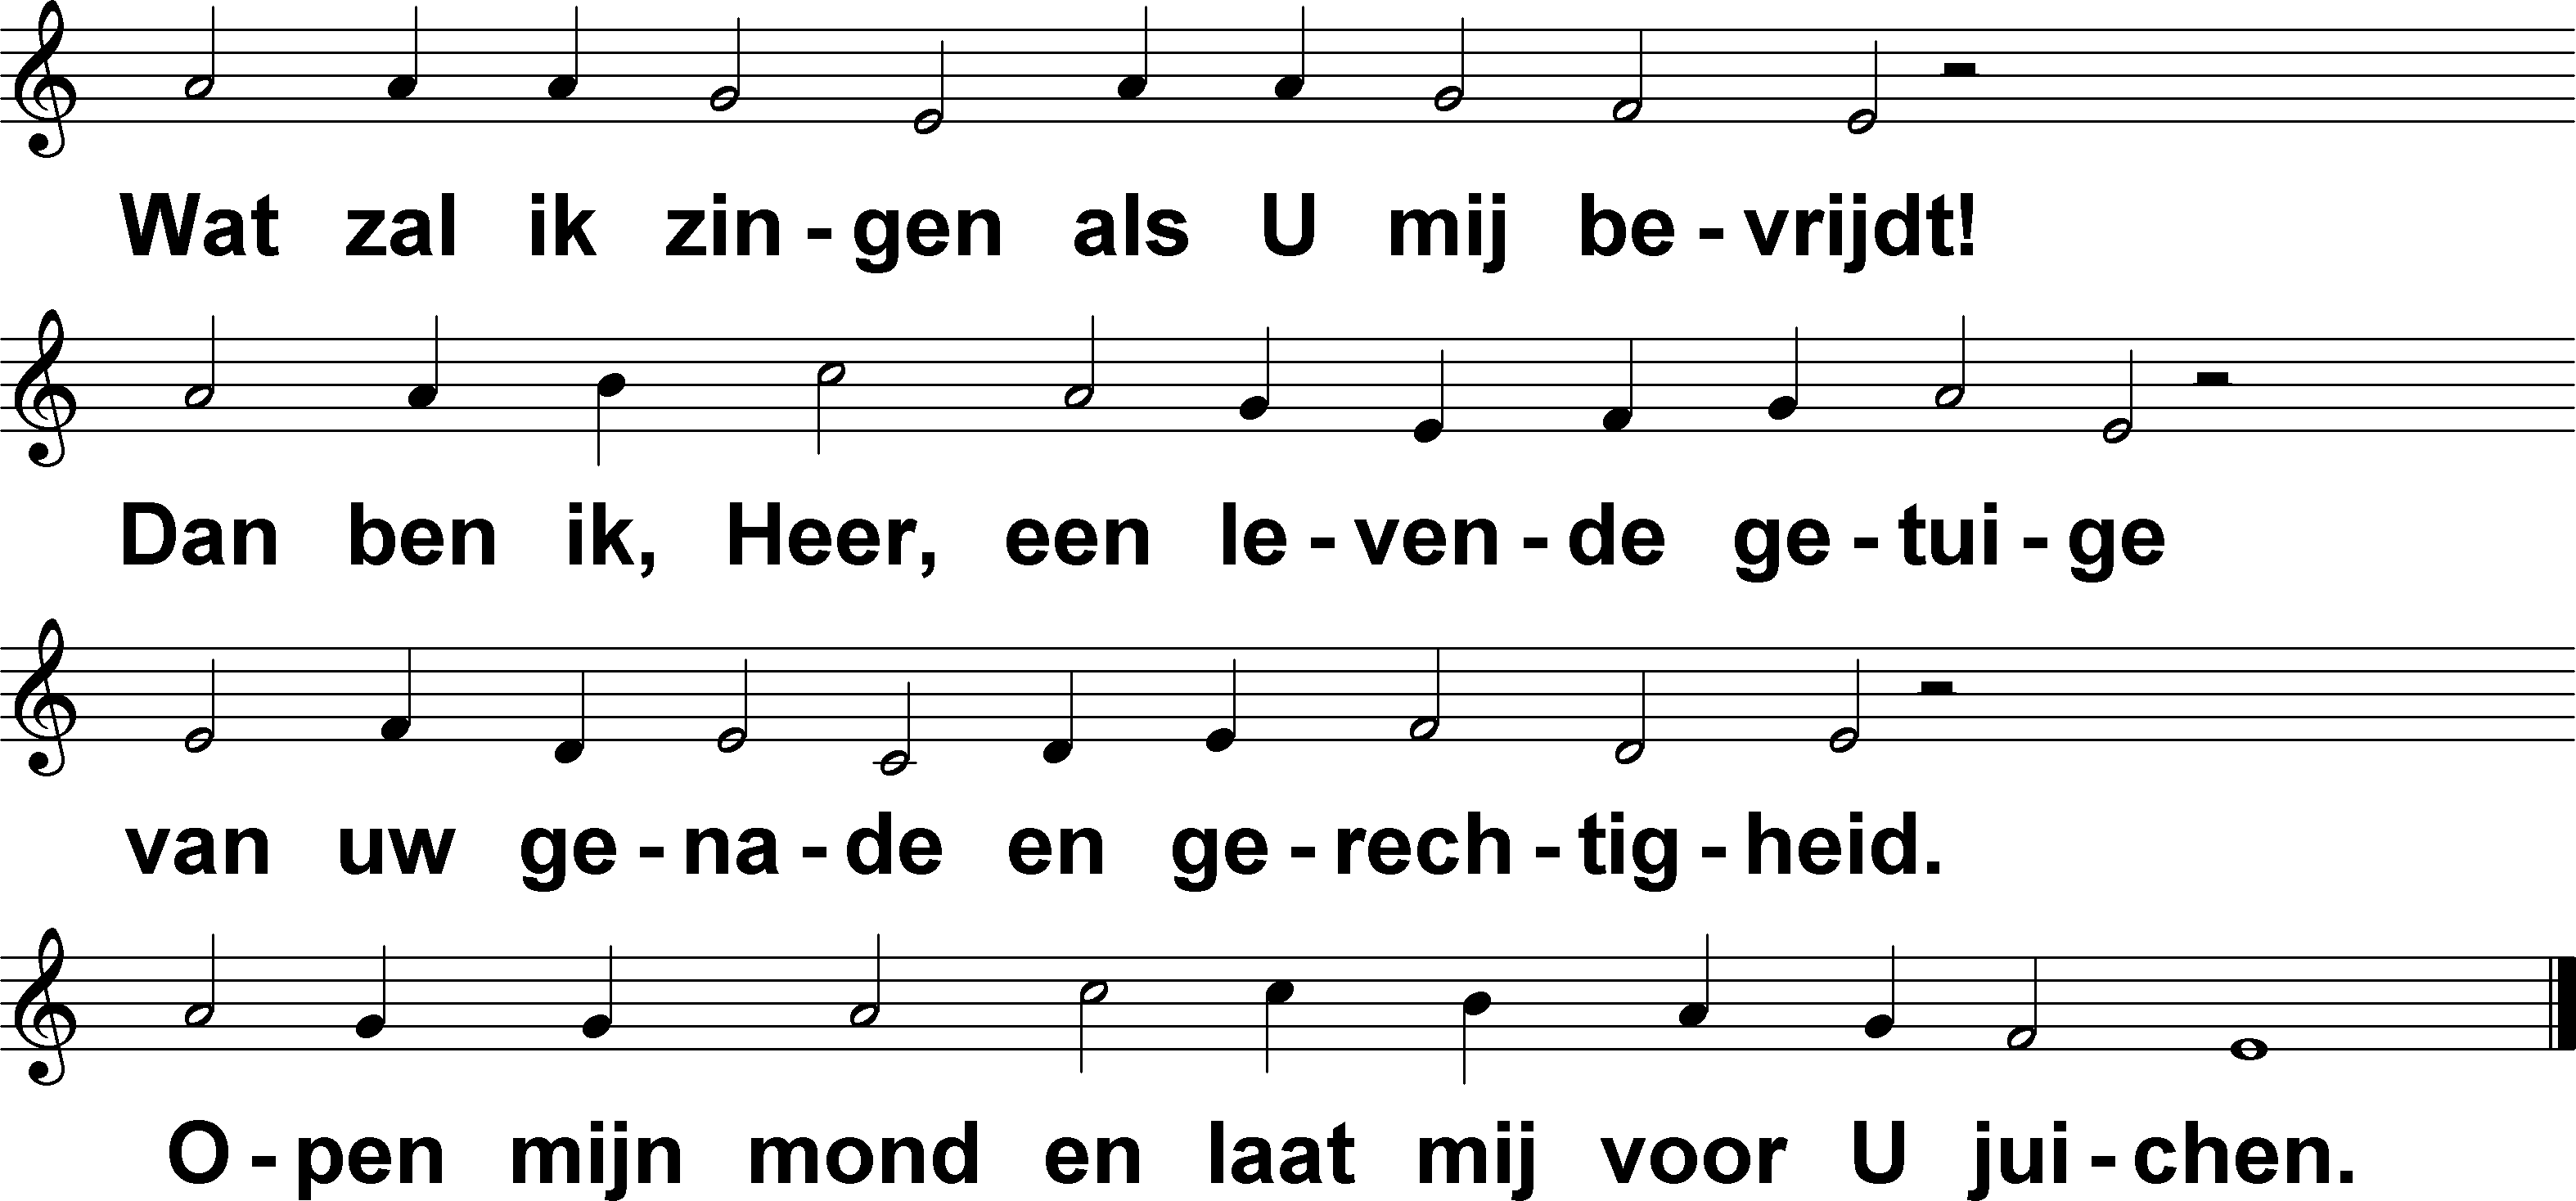 Wat zal ik zin - gen als U mij be - vrijdt!
Dan ben ik, Heer, een le - ven - de ge - tui - ge
van uw ge - na - de en ge - rech - tig - heid.
O - pen mijn mond en laat mij voor U jui - chen.